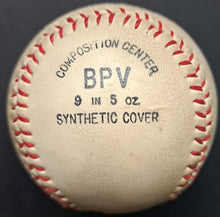 COMPOSITION CENTER
BPV
9 IN 5 OZ.
SYNTHETIC COVER